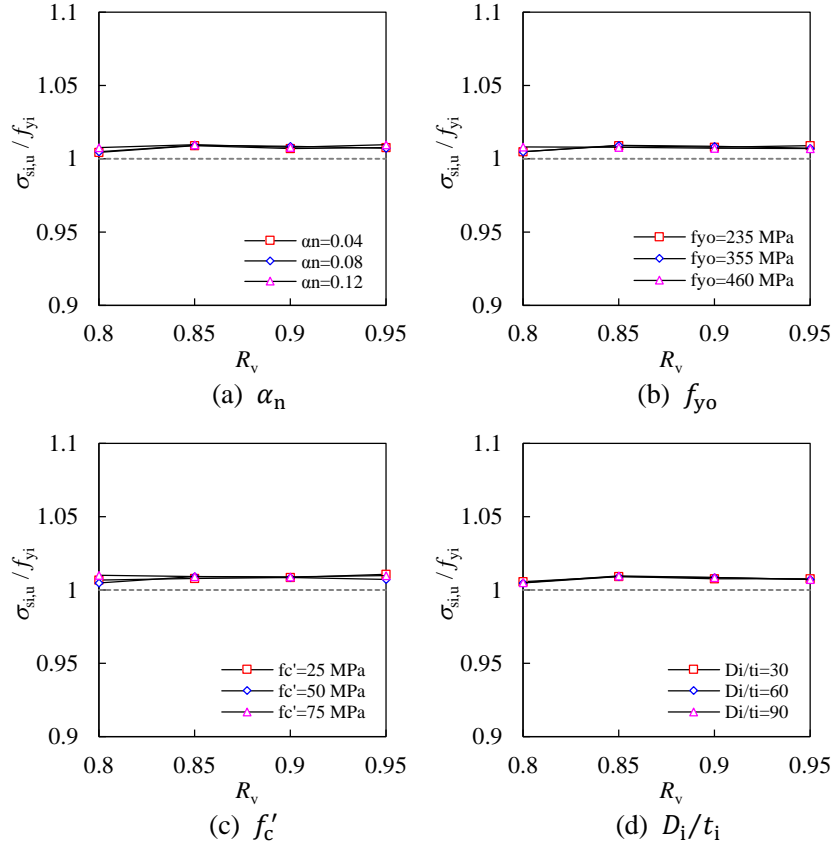 1.1
1.05
1
0.95
0.9
σsi,u / fyi
αn=0.04
αn=0.08
αn=0.12
0.8 0.85 0.9 0.95
Rv
(a) αn
1.1
1.05
1
0.95
0.9
σsi,u / fyi
fyo=235 MPa
fyo=355 MPa
fyo=460 MPa
0.8 0.85 0.9 0.95
Rv
(b) fyo
1.1
1.05
1
0.95
0.9
σsi,u / fyi
fc'=25 MPa
fc'=50 MPa
fc'=75 MPa
0.8 0.85 0.9 0.95
Rv
(c) fc′
1.1
1.05
1
0.95
0.9
σsi,u / fyi
Di/ti=30
Di/ti=60
Di/ti=90
0.8 0.85 0.9 0.95
Rv
(d) Di/ti